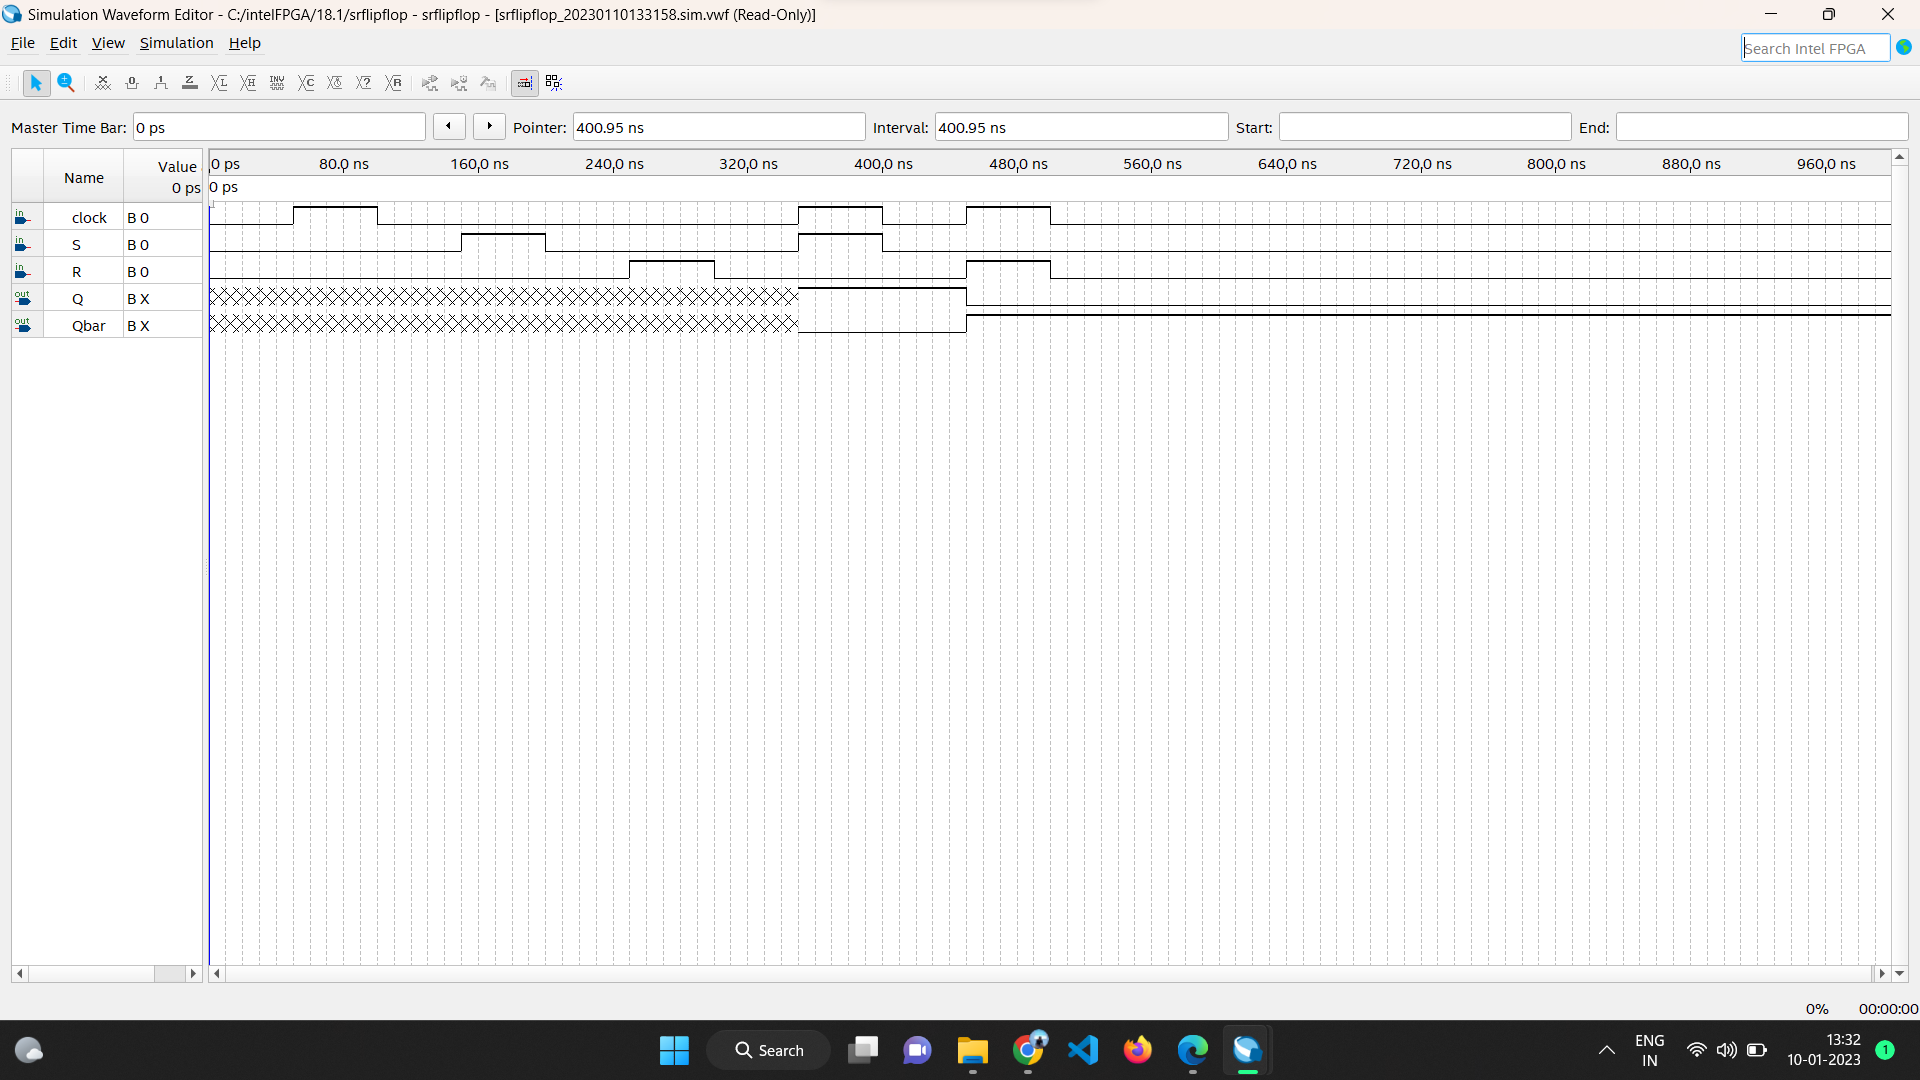 Simulation Waveform Editor - C:/intelFPGA/18.1/srflipflop - srflipflop - [srflipflop_20230110133158.sim.vwf (Read-Only)]
File Edit View Simulation Help
Search Intel FPGA
Master Time Bar: 0 ps Pointer: 400.95 ns Interval: 400.95 ns Start: End:
Name Value 0 ps
0 ps 80.0 ns 160.0 ns 240.0 ns 320.0 ns 400.0 ns 480.0 ns 560.0 ns 640.0 ns 720.0 ns 800.0 ns 880.0 ns 960.0 ns
0 ps
in clock B 0
in S B 0
in R B 0
out Q B X
out Qbar B X
0% 00:00:00
Search
ENG
IN
13:32
10-01-2023
1